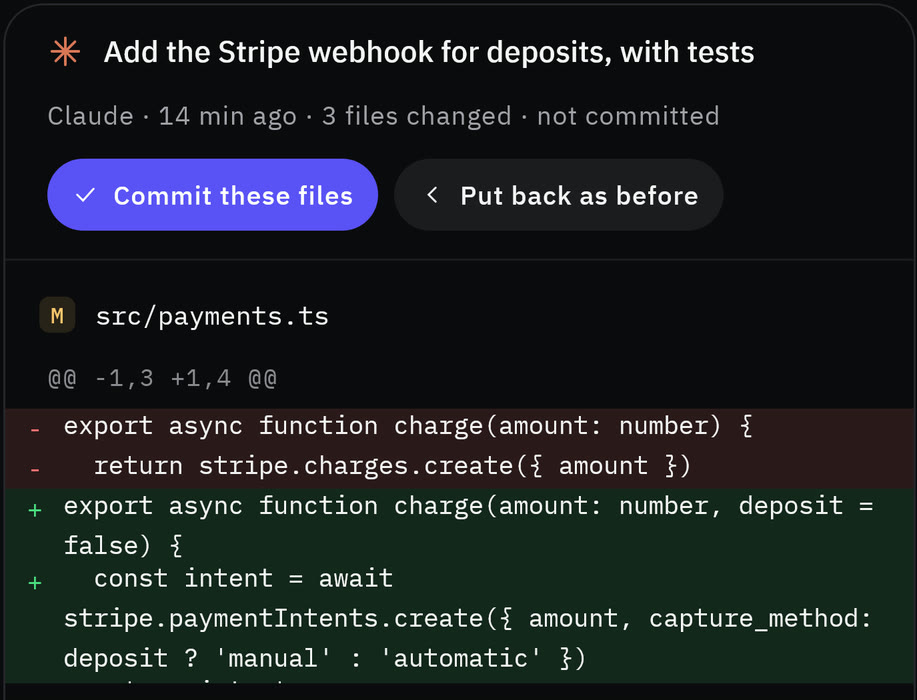 Add the Stripe webhook for deposits, with tests
Claude · 14 min ago · 3 files changed · not committed
✓ Commit these files
< Put back as before
M src/payments.ts
@@ -1,3 +1,4 @@
- export async function charge(amount: number) {
-   return stripe.charges.create({ amount })
+ export async function charge(amount: number, deposit =
false) {
+   const intent = await
stripe.paymentIntents.create({ amount, capture_method:
deposit ? 'manual' : 'automatic' })